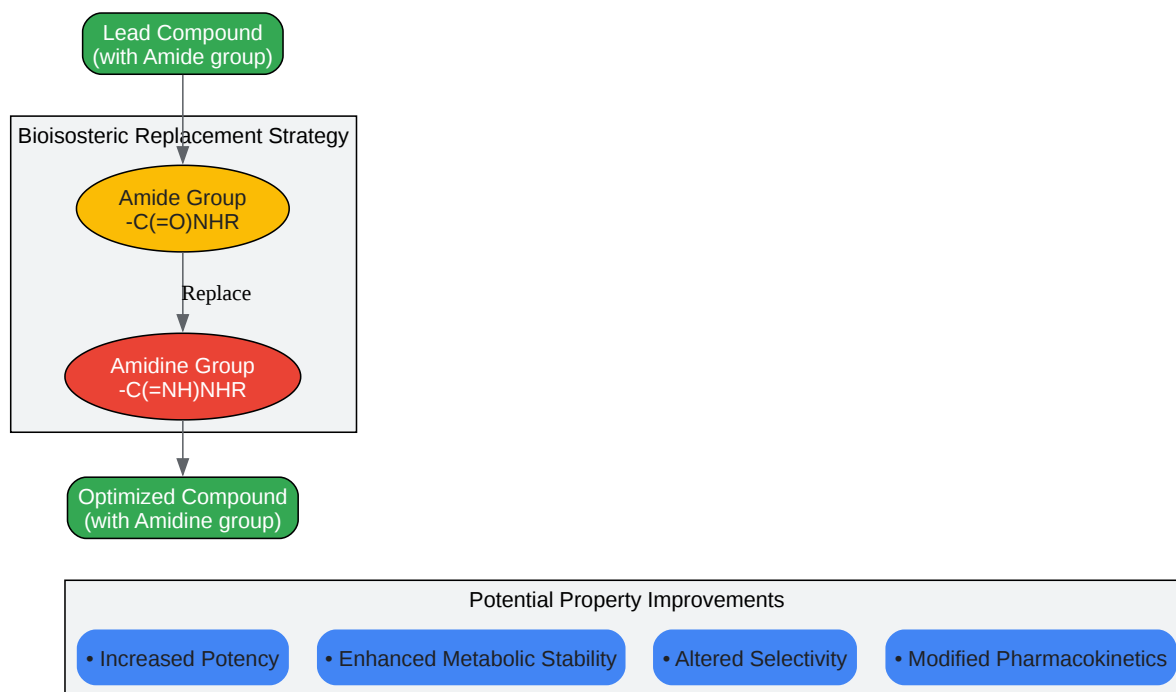 Lead Compound
(with Amide group)
Bioisosteric Replacement Strategy
Amide Group
-C(=O)NHR
Replace
Amidine Group
-C(=NH)NHR
Optimized Compound
(with Amidine group)
Potential Property Improvements
• Increased Potency
• Enhanced Metabolic Stability
• Altered Selectivity
• Modified Pharmacokinetics